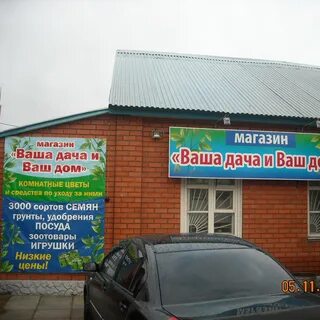 магазин
«Ваша дача и
Ваш дом»
КОМНАТНЫЕ ЦВЕТЫ
и средства по уходу за ними
3000 сортов СЕМЯН
грунты, удобрения
ПОСУДА
зоотовары
ИГРУШКИ
Низкие
цены!
магазин
«Ваша дача и Ваш до
05.11.